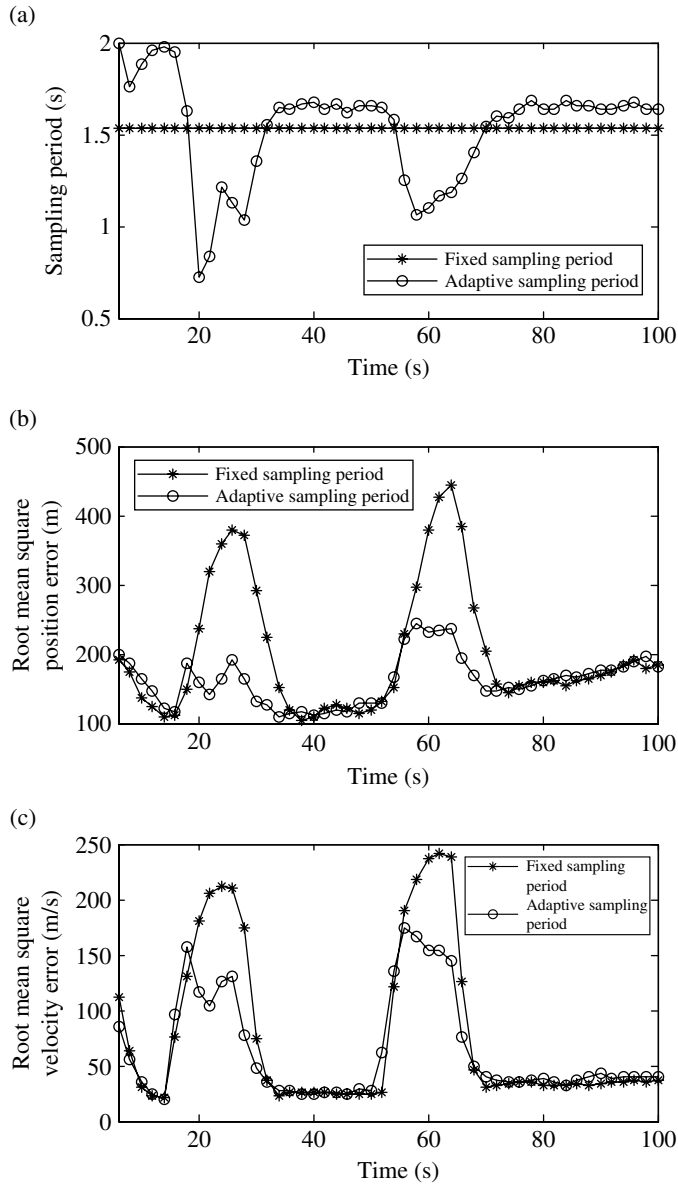 (a)
2
1.5
1
0.5
Sampling period (s)
Fixed sampling period
Adaptive sampling period
20
40
60
80
100
Time (s)
(b)
500
400
300
200
100
Root mean square
position error (m)
Fixed sampling period
Adaptive sampling period
20
40
60
80
100
Time (s)
(c)
250
200
150
100
50
0
Root mean square
velocity error (m/s)
Fixed sampling
period
Adaptive sampling
period
20
40
60
80
100
Time (s)